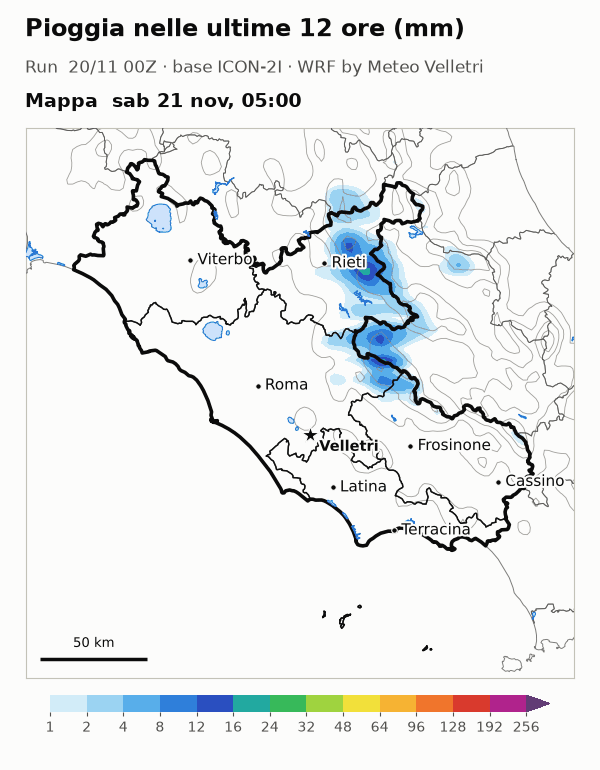 Pioggia nelle ultime 12 ore (mm)
Run  20/11 00Z · base ICON-2I · WRF by Meteo Velletri
Mappa  sab 21 nov, 05:00
Viterbo
Rieti
Roma
Velletri
Frosinone
Cassino
Latina
Terracina
50 km
1 2 4 8 12 16 24 32 48 64 96 128 192 256